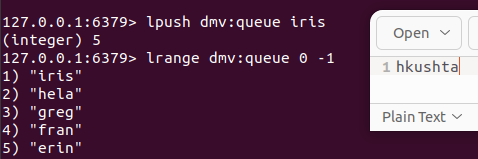 127.0.0.1:6379> lpush dmv:queue iris
(integer) 5
127.0.0.1:6379> lrange dmv:queue 0 -1
1) "iris"
2) "hela"
3) "greg"
4) "fran"
5) "erin"
Open
1 hkushta
Plain Text